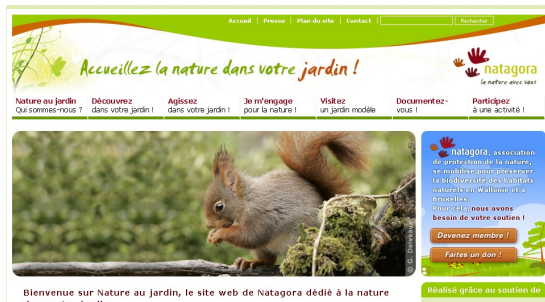 Accueil | Presse | Plan du site | Contact | Rechercher
Accueillez la nature dans votre jardin !
natagora
la nature avec vous
Nature au jardin
Qui sommes-nous ?
Découvrez
dans votre jardin !
Agissez
dans votre jardin !
Je m'engage
pour la nature !
Visitez
un jardin modèle
Documentez-
vous !
Participez
à une activité !
natagora, association
de protection de la nature,
se mobilise pour préserver
la biodiversité des habitats
naturels en Wallonie et à
Bruxelles.
Pour cela nous avons
besoin de votre soutien !
Devenez membre !
Faites un don !
© G. Delveaux
Bienvenue sur Nature au jardin, le site web de Natagora dédié à la nature
Réalisé grâce au soutien de